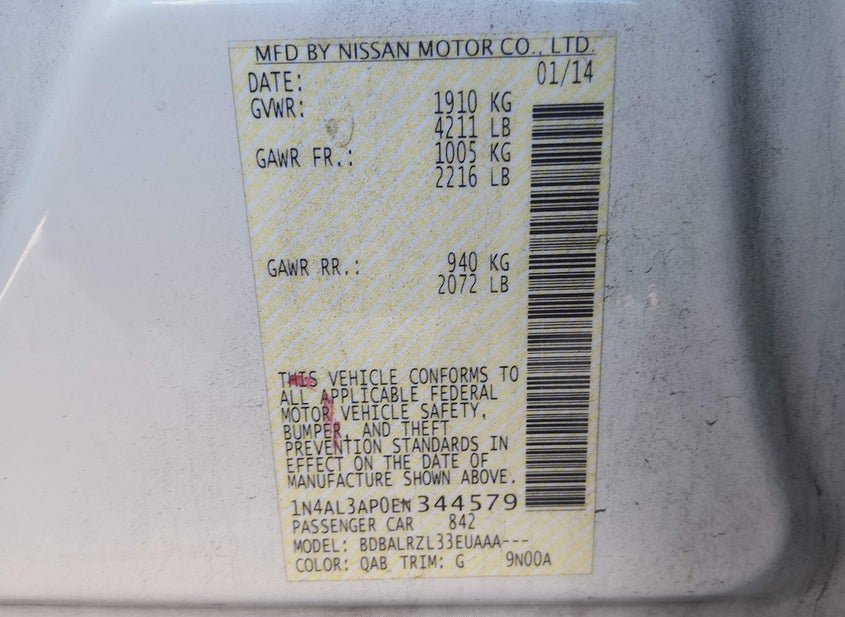 MFD BY NISSAN MOTOR CO., LTD.
DATE: 01/14
GVWR: 1910 KG
4211 LB
GAWR FR.: 1005 KG
2216 LB
GAWR RR.: 940 KG
2072 LB
THIS VEHICLE CONFORMS TO
ALL APPLICABLE FEDERAL
MOTOR VEHICLE SAFETY,
BUMPER, AND THEFT
PREVENTION STANDARDS IN
EFFECT ON THE DATE OF
MANUFACTURE SHOWN ABOVE.
1N4AL3AP0EN344579
PASSENGER CAR 842
MODEL: BDBALRZL33EUAAA---
COLOR: QAB TRIM: G 9N00A